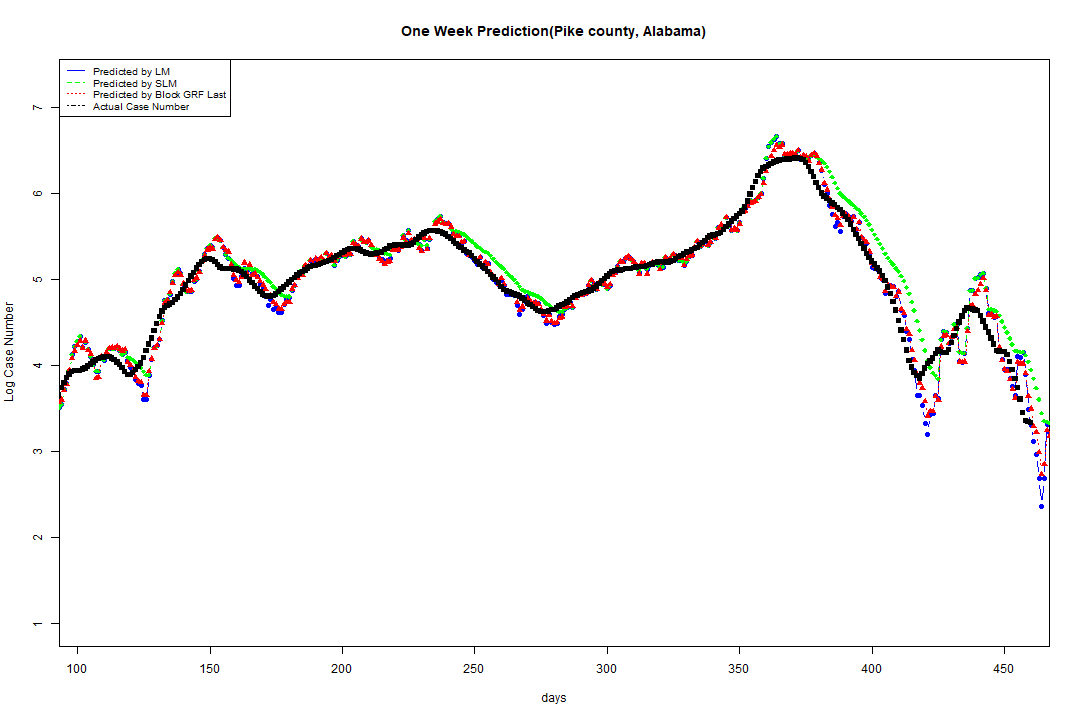 One Week Prediction(Pike county, Alabama)
Predicted by LM
Predicted by SLM
Predicted by Block GRF Last
Actual Case Number
7
6
5
4
3
2
1
Log Case Number
100 150 200 250 300 350 400 450
days